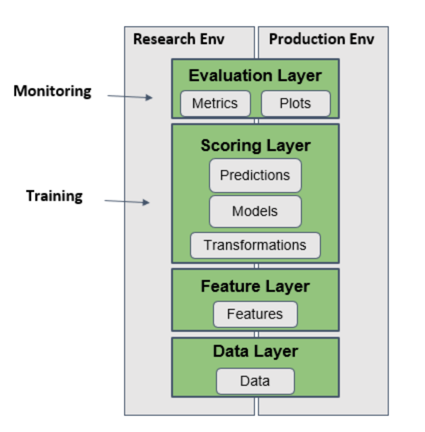 Research Env
Production Env
Monitoring
Evaluation Layer
Metrics
Plots
Training
Scoring Layer
Predictions
Models
Transformations
Feature Layer
Features
Data Layer
Data